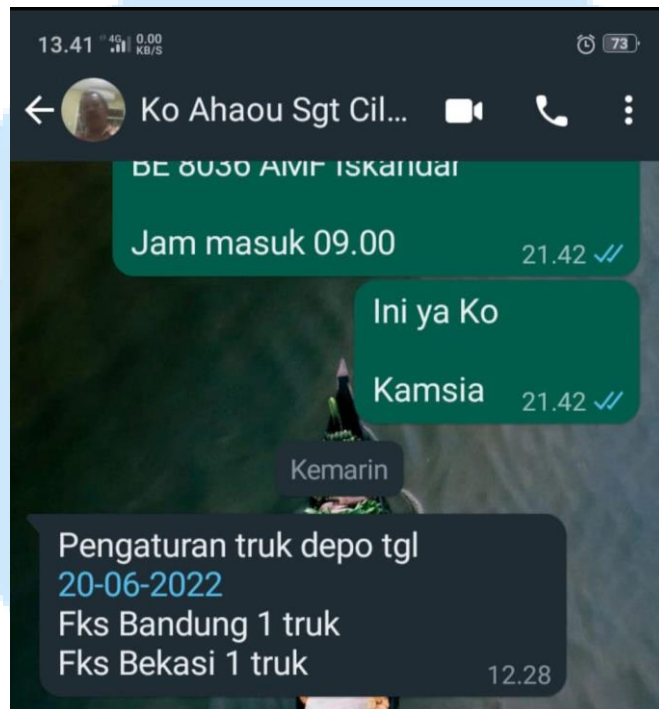 13.41 4G 0.00 KB/S 73
Ko Ahaou Sgt Cil...
BE 8036 AMF Iskandar
Jam masuk 09.00
21.42
Ini ya Ko
Kamsia
21.42
Kemarin
Pengaturan truk depo tgl
20-06-2022
Fks Bandung 1 truk
Fks Bekasi 1 truk
12.28